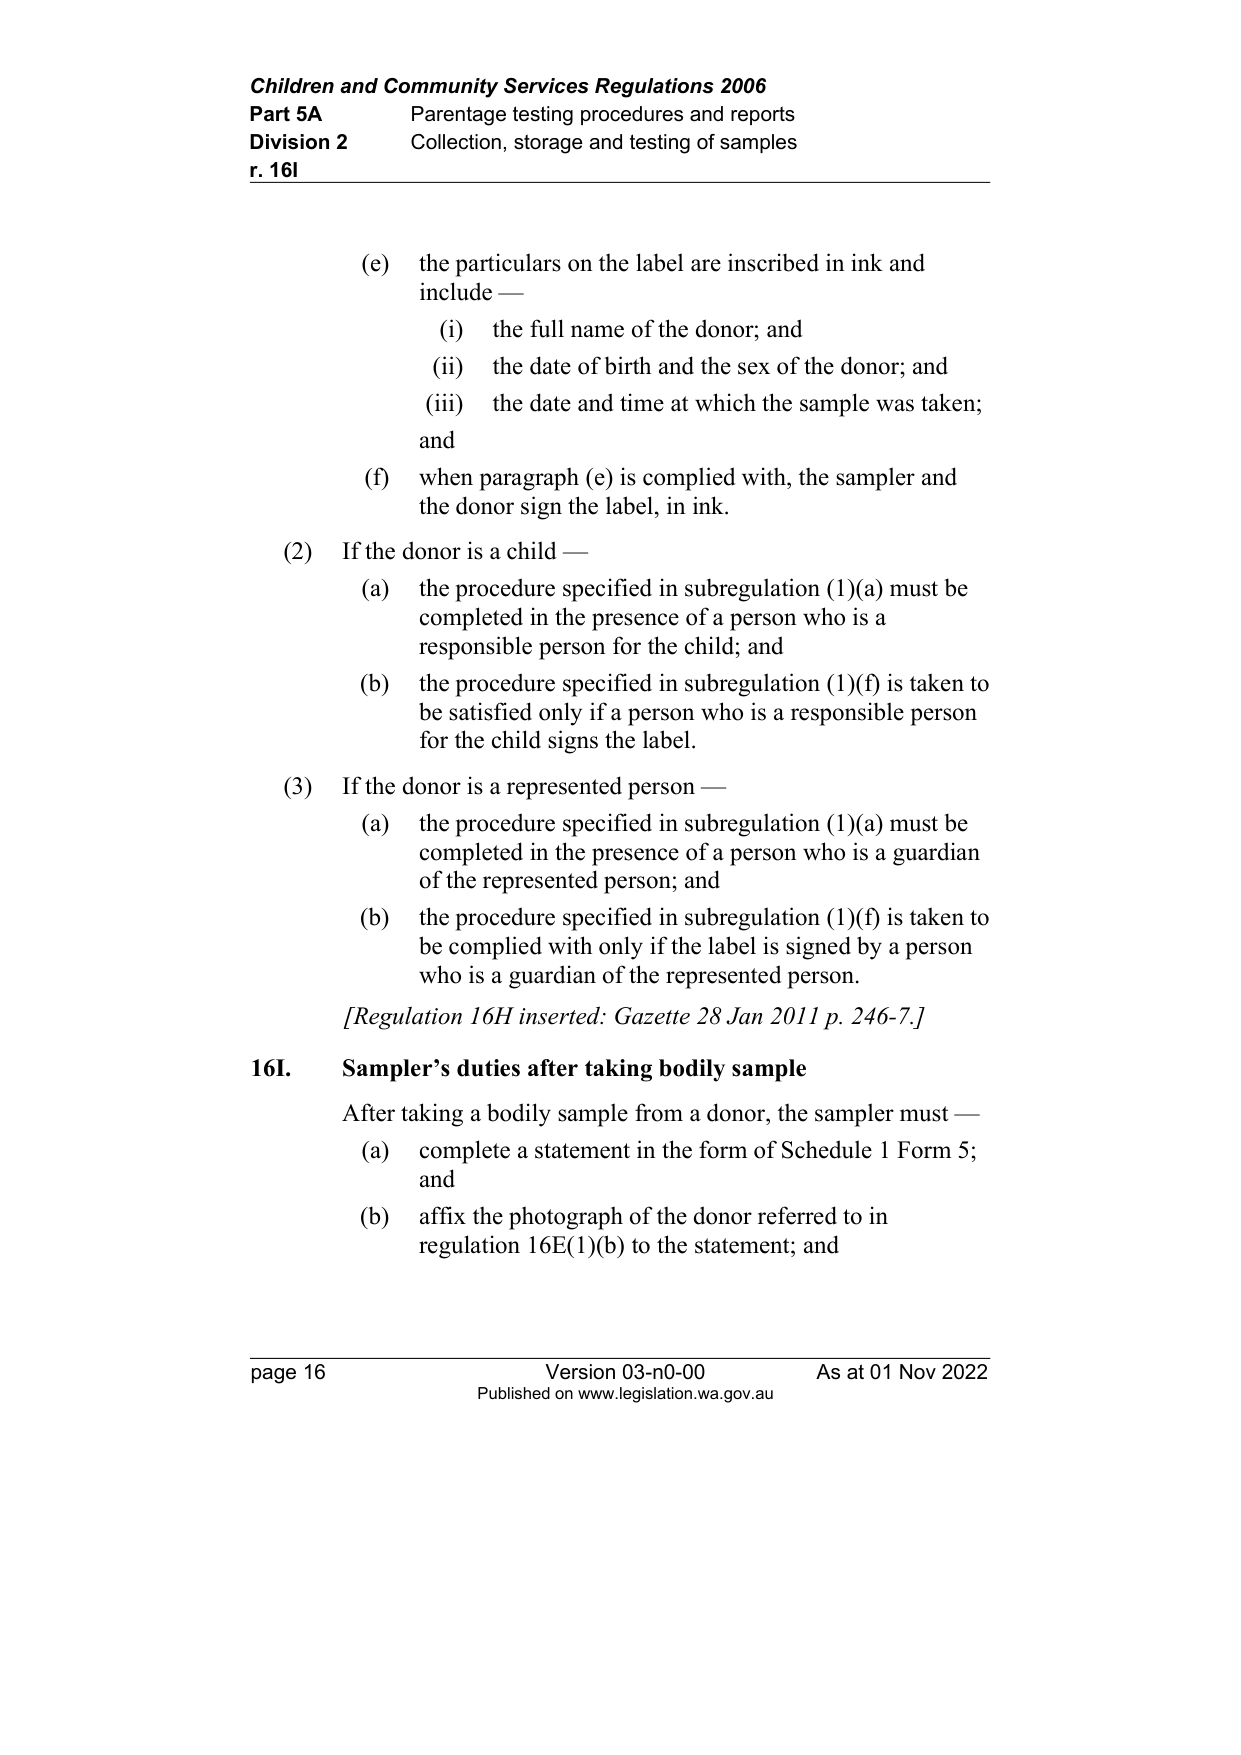 Children and Community Services Regulations 2006
Part 5A Parentage testing procedures and reports
Division 2 Collection, storage and testing of samples
r. 16I
(e) the particulars on the label are inscribed in ink and
include —
(i) the full name of the donor; and
(ii) the date of birth and the sex of the donor; and
(iii) the date and time at which the sample was taken;
and
(f) when paragraph (e) is complied with, the sampler and
the donor sign the label, in ink.
(2) If the donor is a child —
(a) the procedure specified in subregulation (1)(a) must be
completed in the presence of a person who is a
responsible person for the child; and
(b) the procedure specified in subregulation (1)(f) is taken to
be satisfied only if a person who is a responsible person
for the child signs the label.
(3) If the donor is a represented person —
(a) the procedure specified in subregulation (1)(a) must be
completed in the presence of a person who is a guardian
of the represented person; and
(b) the procedure specified in subregulation (1)(f) is taken to
be complied with only if the label is signed by a person
who is a guardian of the represented person.
[Regulation 16H inserted: Gazette 28 Jan 2011 p. 246-7.]
16I. Sampler’s duties after taking bodily sample
After taking a bodily sample from a donor, the sampler must —
(a) complete a statement in the form of Schedule 1 Form 5;
and
(b) affix the photograph of the donor referred to in
regulation 16E(1)(b) to the statement; and
page 16 Version 03-n0-00 As at 01 Nov 2022
Published on www.legislation.wa.gov.au